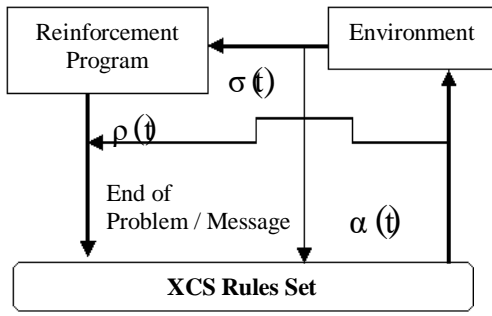 Reinforcement
Program
Environment
σ(t)
ρ(t)
End of
Problem / Message
α(t)
XCS Rules Set